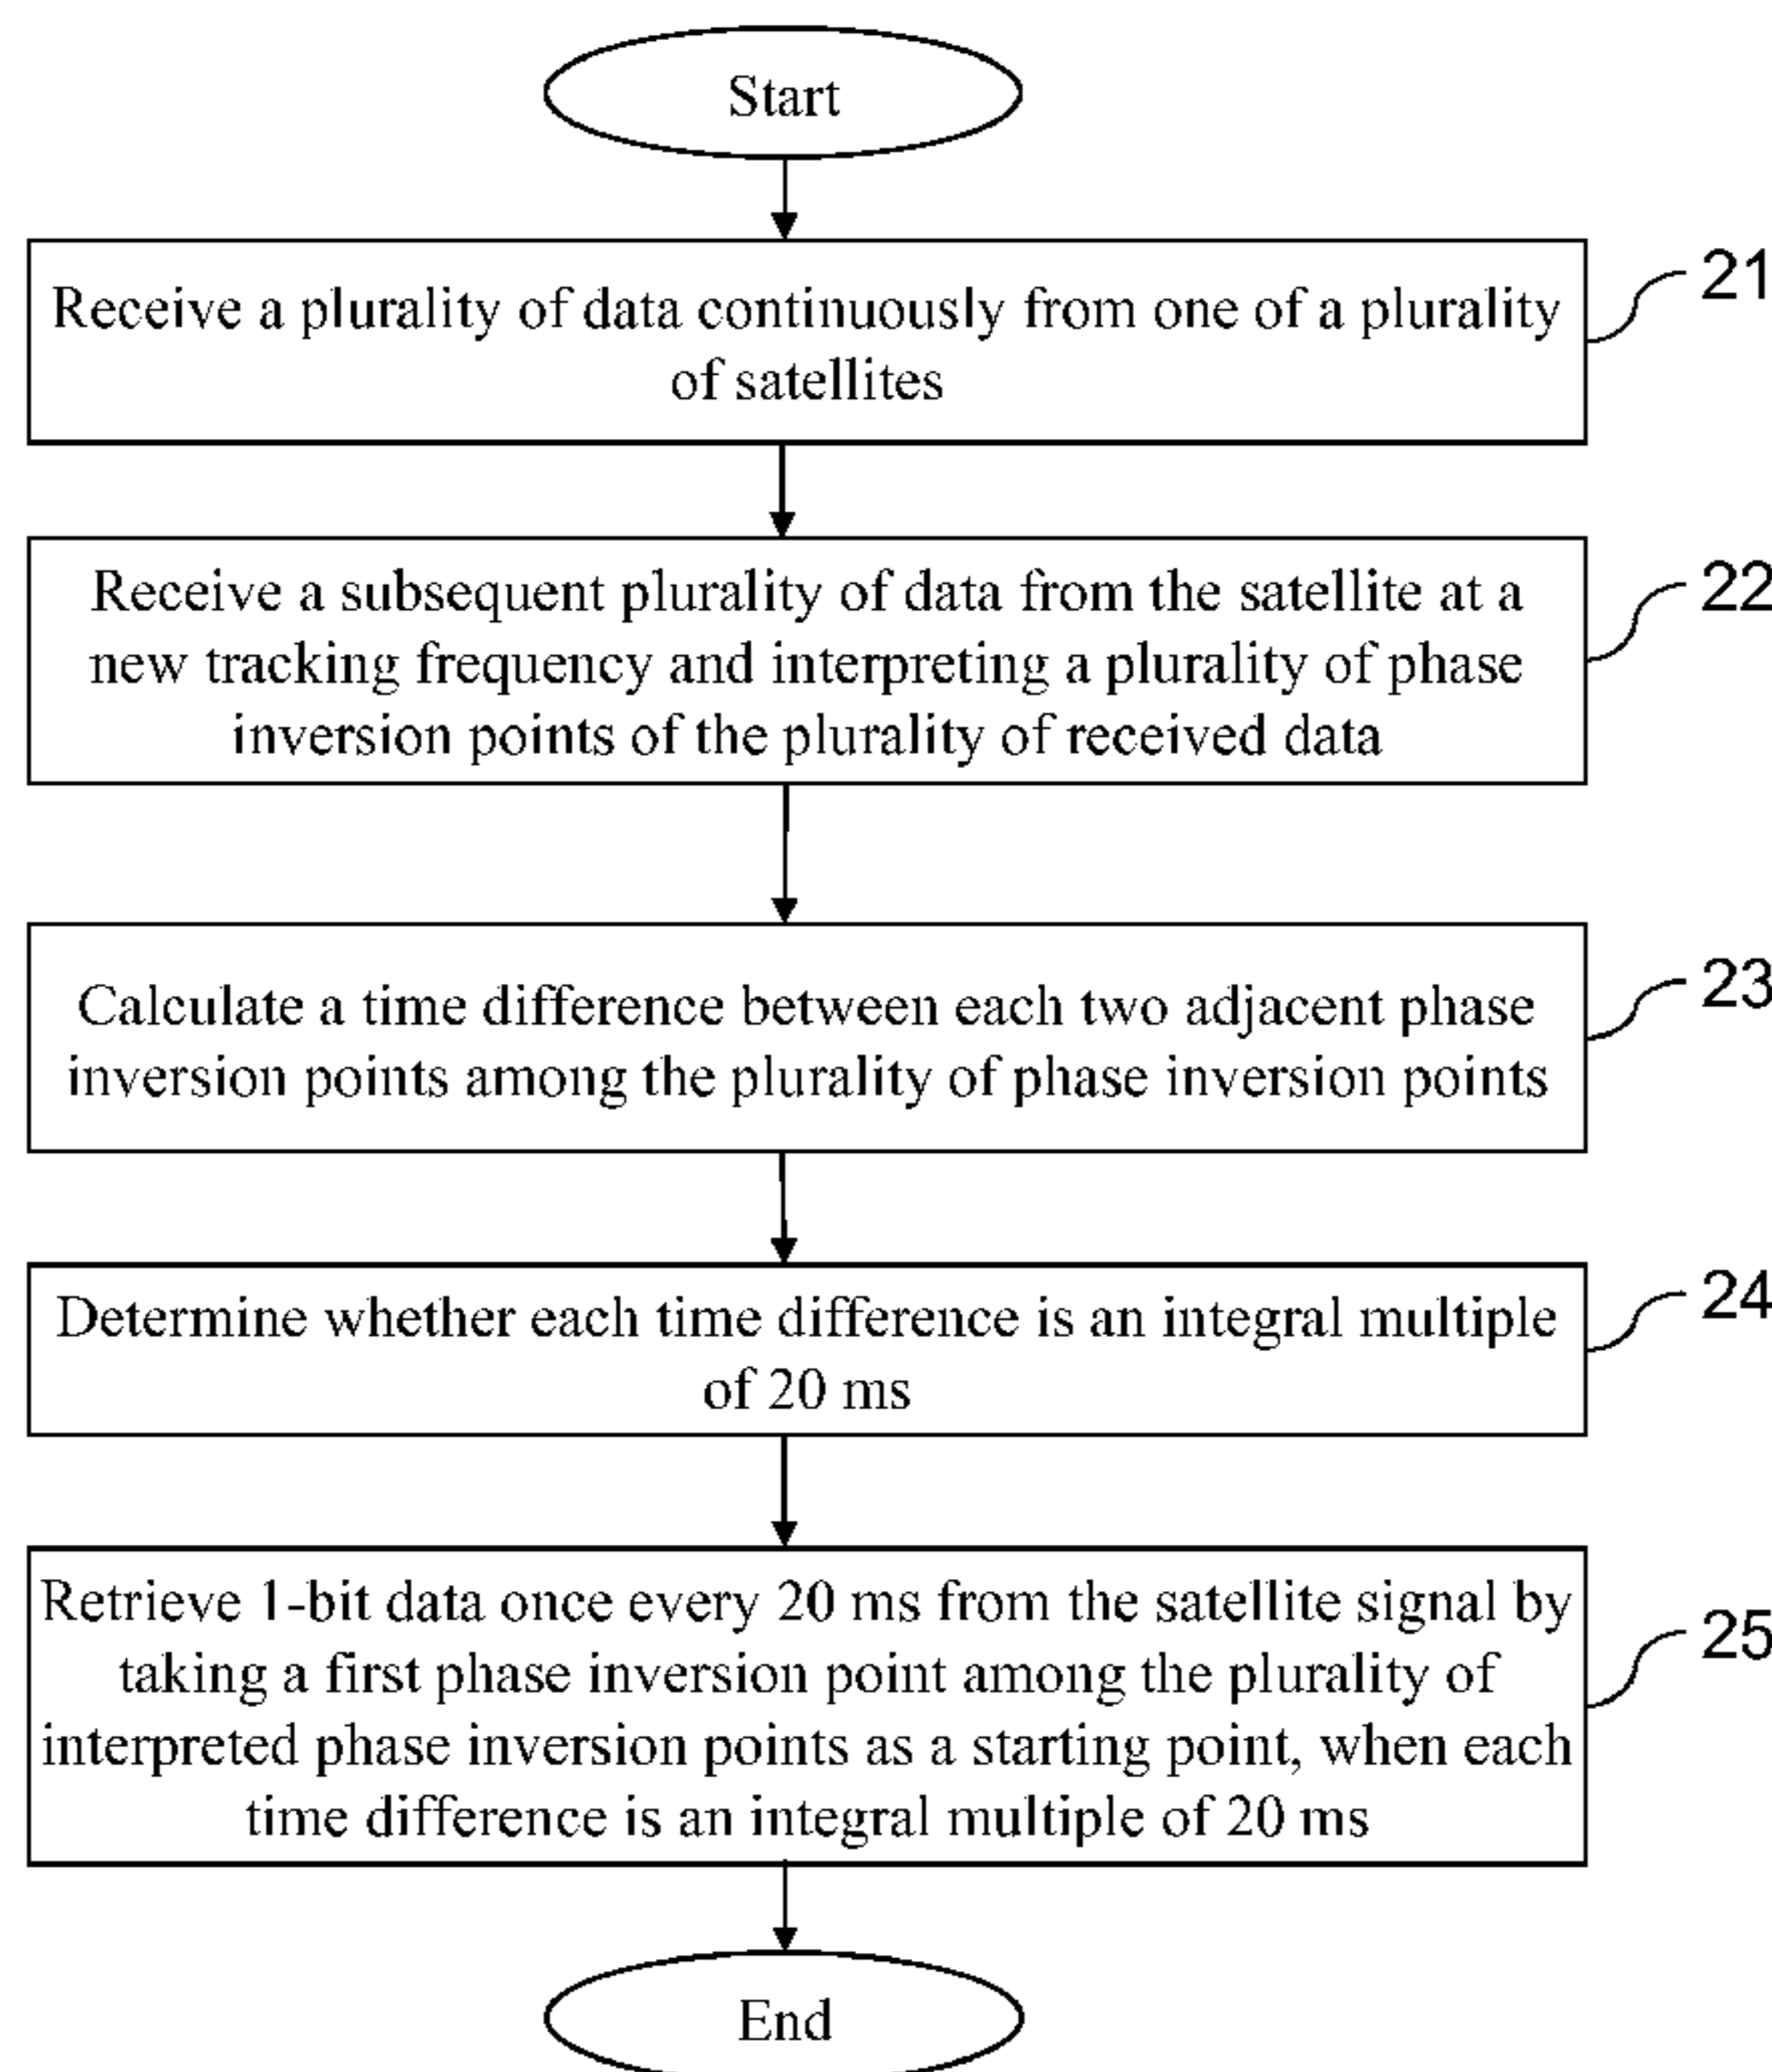 Start
Receive a plurality of data continuously from one of a plurality
of satellites
21
Receive a subsequent plurality of data from the satellite at a
new tracking frequency and interpreting a plurality of phase
inversion points of the plurality of received data
22
Calculate a time difference between each two adjacent phase
inversion points among the plurality of phase inversion points
23
Determine whether each time difference is an integral multiple
of 20 ms
24
Retrieve 1-bit data once every 20 ms from the satellite signal by
taking a first phase inversion point among the plurality of
interpreted phase inversion points as a starting point, when each
time difference is an integral multiple of 20 ms
25
End